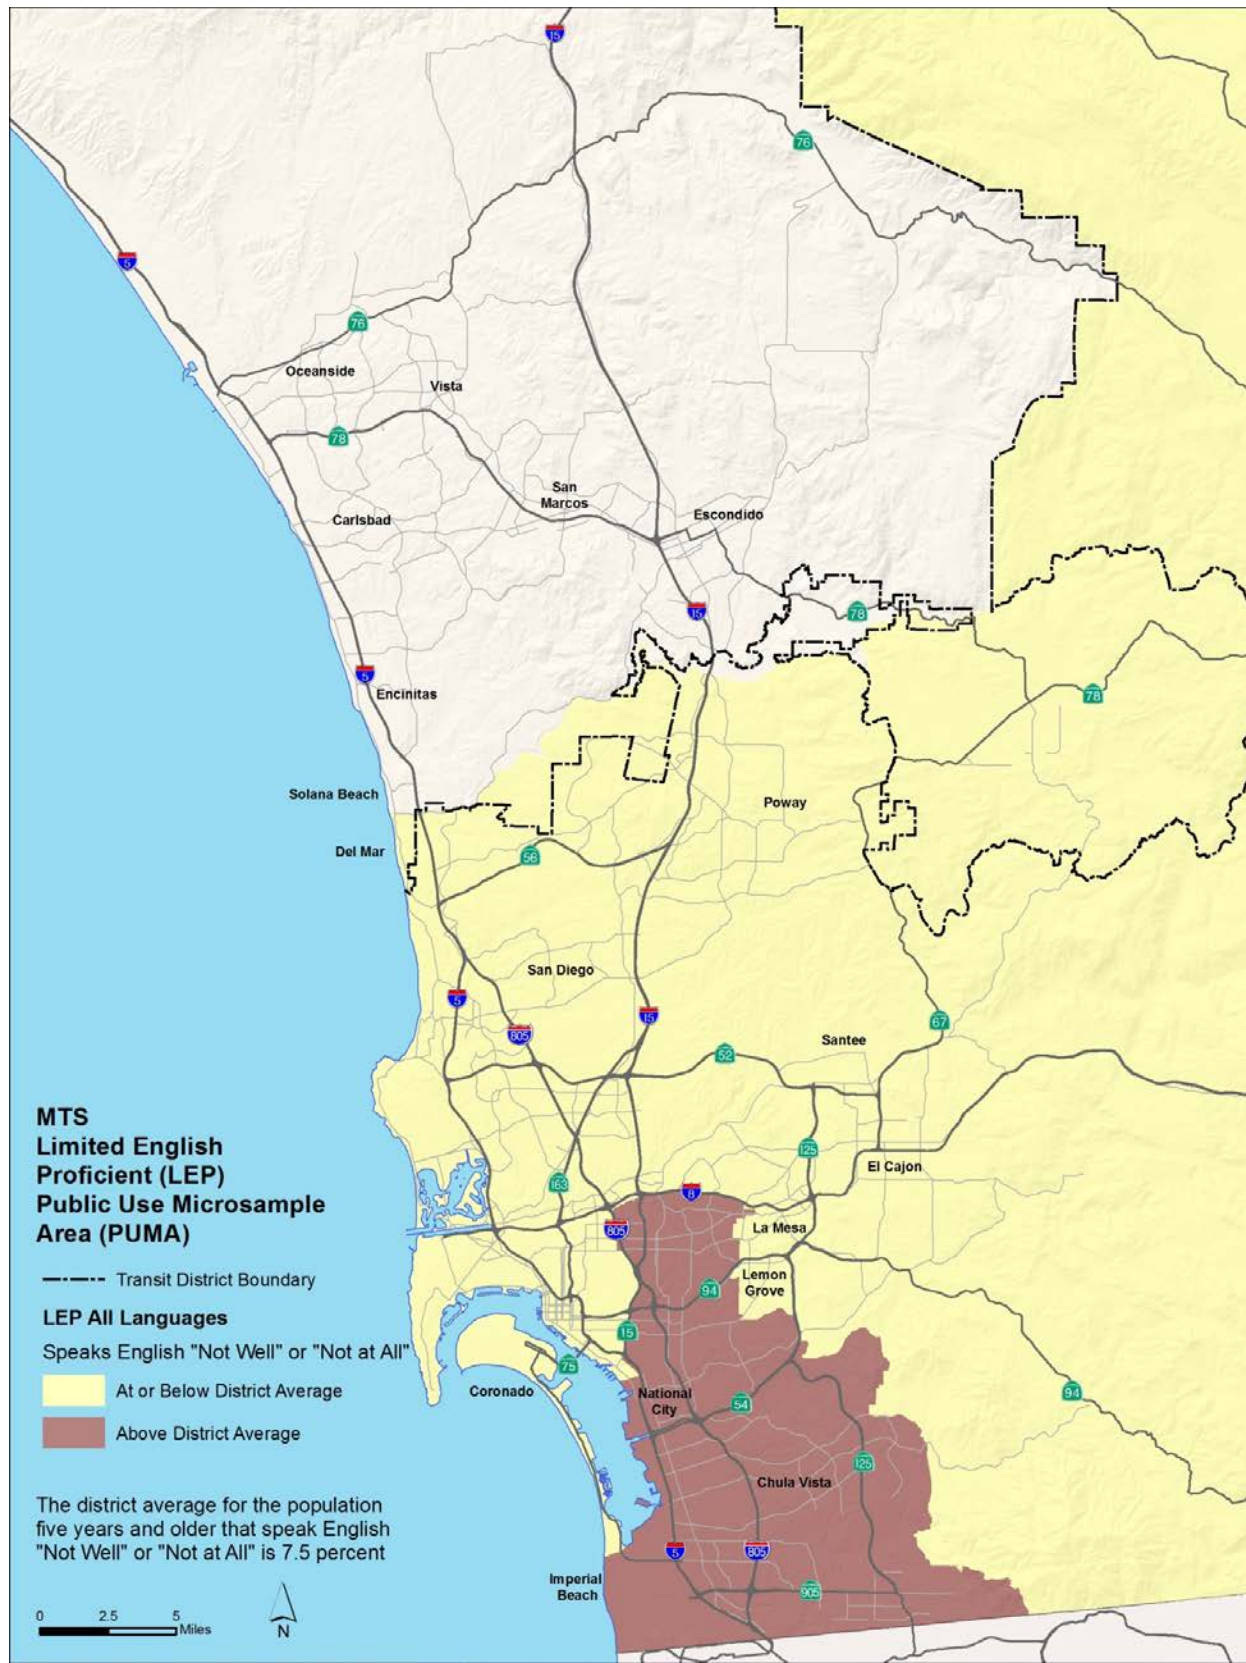 15
76
5
76
Oceanside
Vista
78
San
Marcos
Carlsbad
Escondido
15
78
5
Encinitas
78
Solana Beach
Poway
Del Mar
56
San Diego
5
15
67
805
Santee
52
MTS
Limited English
Proficient (LEP)
Public Use Microsample
Area (PUMA)
125
El Cajon
163
8
805
La Mesa
Transit District Boundary
Lemon
Grove
94
LEP All Languages
15
Speaks English "Not Well" or "Not at All"
75
At or Below District Average
Coronado
National
City
54
94
Above District Average
125
Chula Vista
The district average for the population
five years and older that speak English
"Not Well" or "Not at All" is 7.5 percent
5
805
Imperial
Beach
905
0 2.5 5
Miles
N